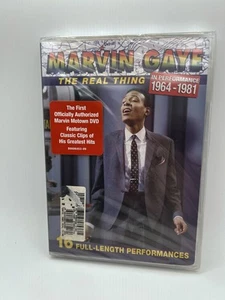 MARVIN GAYE
THE REAL THING
IN PERFORMANCE
1964-1981
The First
Officially Authorized
Marvin Motown DVD
Featuring
Classic Clips of
His Greatest Hits
16 FULL-LENGTH PERFORMANCES